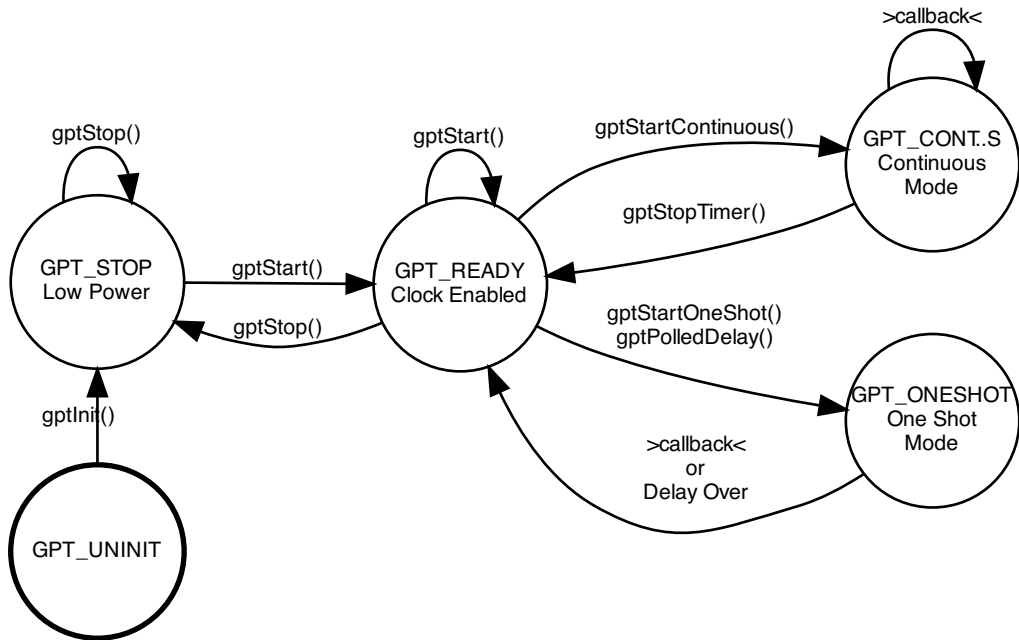 >callback<
gptStop()
gptStart()
gptStartContinuous()
GPT_CONT..S
Continuous
Mode
gptStopTimer()
GPT_STOP
Low Power
gptStart()
GPT_READY
Clock Enabled
gptStop()
gptStartOneShot()
gptPolledDelay()
GPT_ONESHOT
One Shot
Mode
gptInit()
>callback<
or
Delay Over
GPT_UNINIT